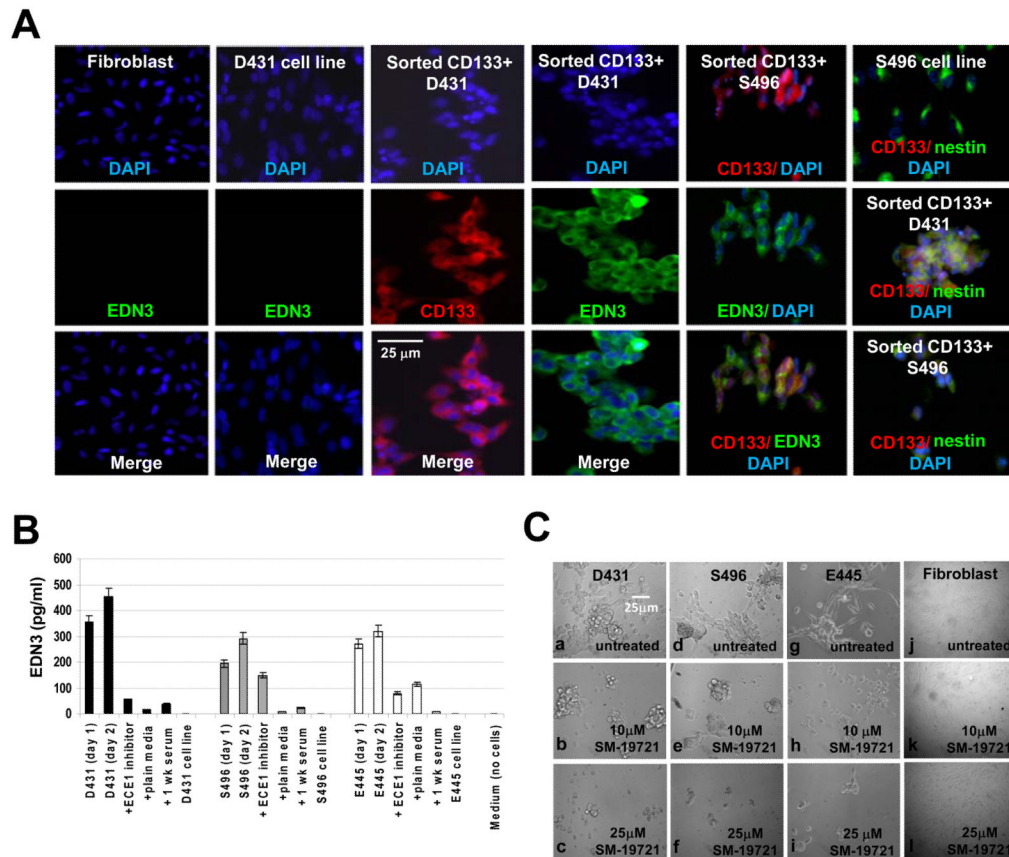 A
Fibroblast
DAPI
EDN3
Merge
D431 cell line
DAPI
EDN3
Merge
Sorted CD133+
D431
DAPI
CD133
25 μm
Merge
Sorted CD133+
D431
DAPI
EDN3
Merge
Sorted CD133+
S496
CD133/ DAPI
EDN3/ DAPI
CD133/ EDN3
DAPI
S496 cell line
CD133/ nestin
DAPI
Sorted CD133+
D431
CD133/ nestin
DAPI
Sorted CD133+
S496
CD133/ nestin
DAPI
B
EDN3 (pg/ml)
600
500
400
300
200
100
0
D431 (day 1)
D431 (day 2)
+ECE1 inhibitor
+plain media
+ 1 wk serum
D431 cell line
S496 (day 1)
S496 (day 2)
+ ECE1 inhibitor
+plain media
+ 1 wk serum
S496 cell line
E445 (day 1)
E445 (day 2)
+ECE1 inhibitor
+ plain media
+ 1 wk serum
E445 cell line
Medium (no cells)
C
D431
25μm
a untreated
S496
d untreated
E445
g untreated
Fibroblast
j untreated
b 10μM
SM-19721
e 10μM
SM-19721
h 10μM
SM-19721
k 10μM
SM-19721
c 25μM
SM-19721
f 25μM
SM-19721
i 25 μM
SM-19721
l 25μM
SM-19721